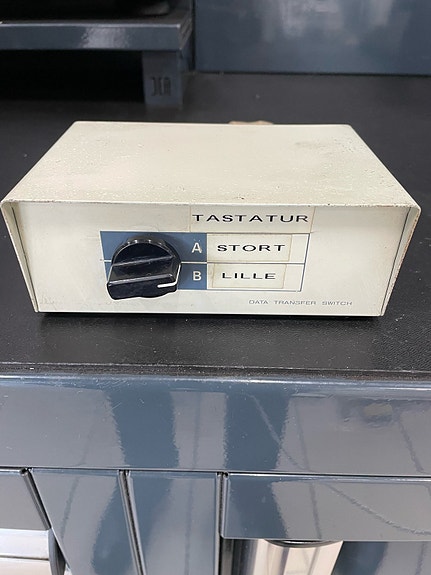 TASTATUR
A STORT
B LILLE
DATA TRANSFER SWITCH